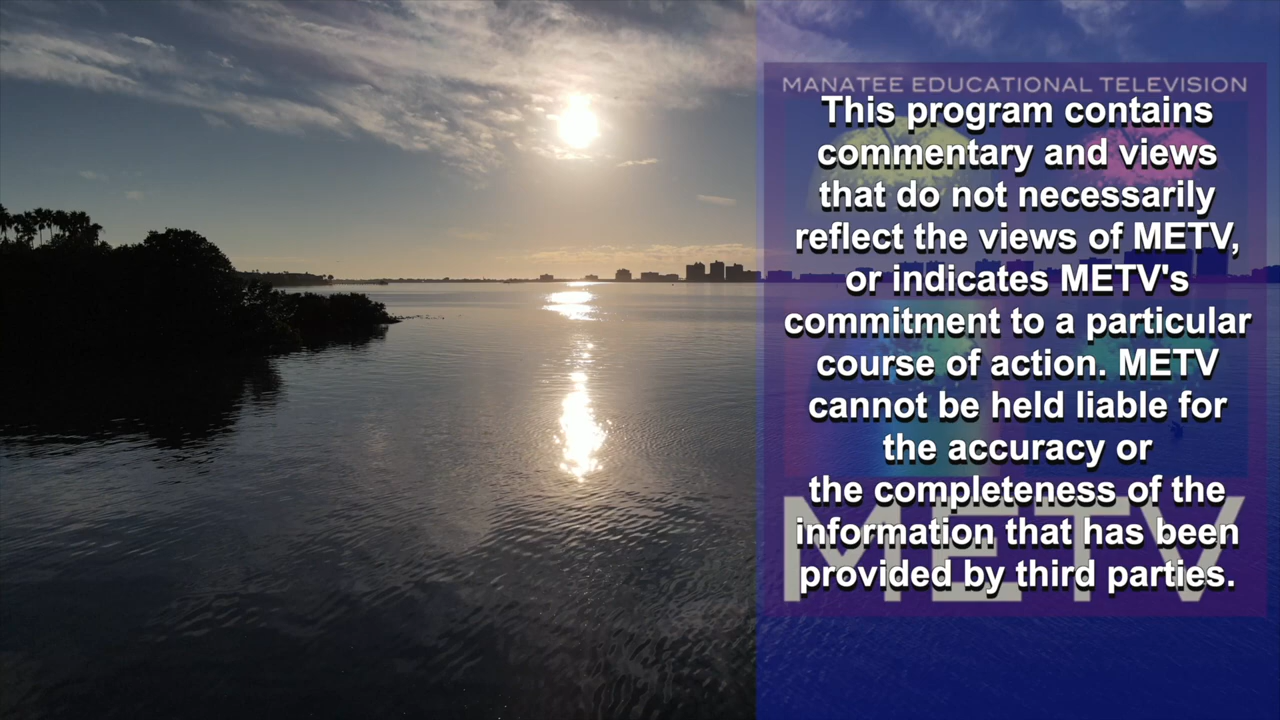 MANATEE EDUCATIONAL TELEVISION
This program contains
commentary and views
that do not necessarily
reflect the views of METV,
or indicates METV's
commitment to a particular
course of action. METV
cannot be held liable for
the accuracy or
the completeness of the
information that has been
provided by third parties.
METV